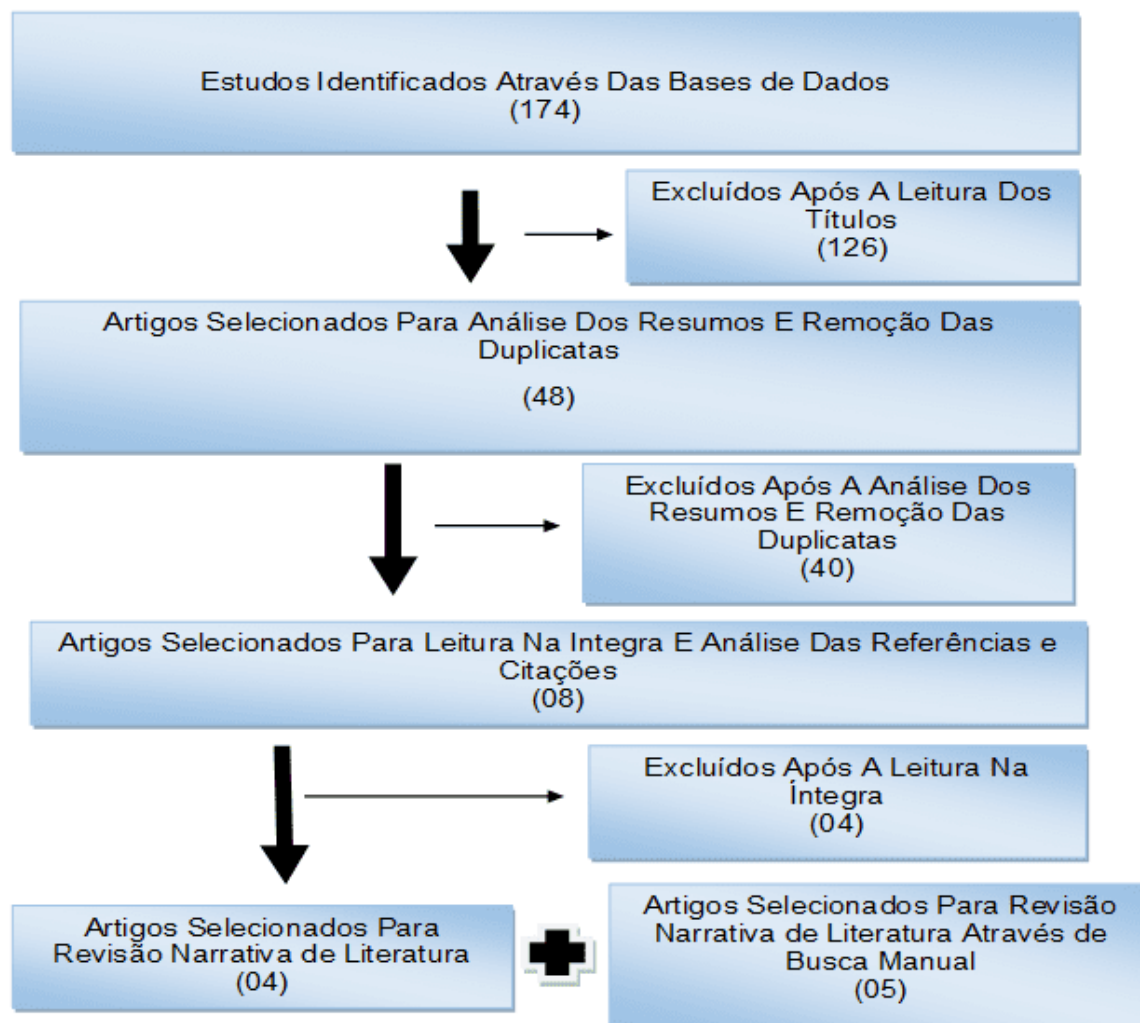 Estudos Identificados Através Das Bases de Dados
(174)
Excluídos Após A Leitura Dos
Títulos
(126)
Artigos Selecionados Para Análise Dos Resumos E Remoção Das
Duplicatas
(48)
Excluídos Após A Análise Dos
Resumos E Remoção Das
Duplicatas
(40)
Artigos Selecionados Para Leitura Na Integra E Análise Das Referências e
Citações
(08)
Excluídos Após A Leitura Na
Íntegra
(04)
Artigos Selecionados Para
Revisão Narrativa de Literatura
(04)
Artigos Selecionados Para Revisão
Narrativa de Literatura Através de
Busca Manual
(05)